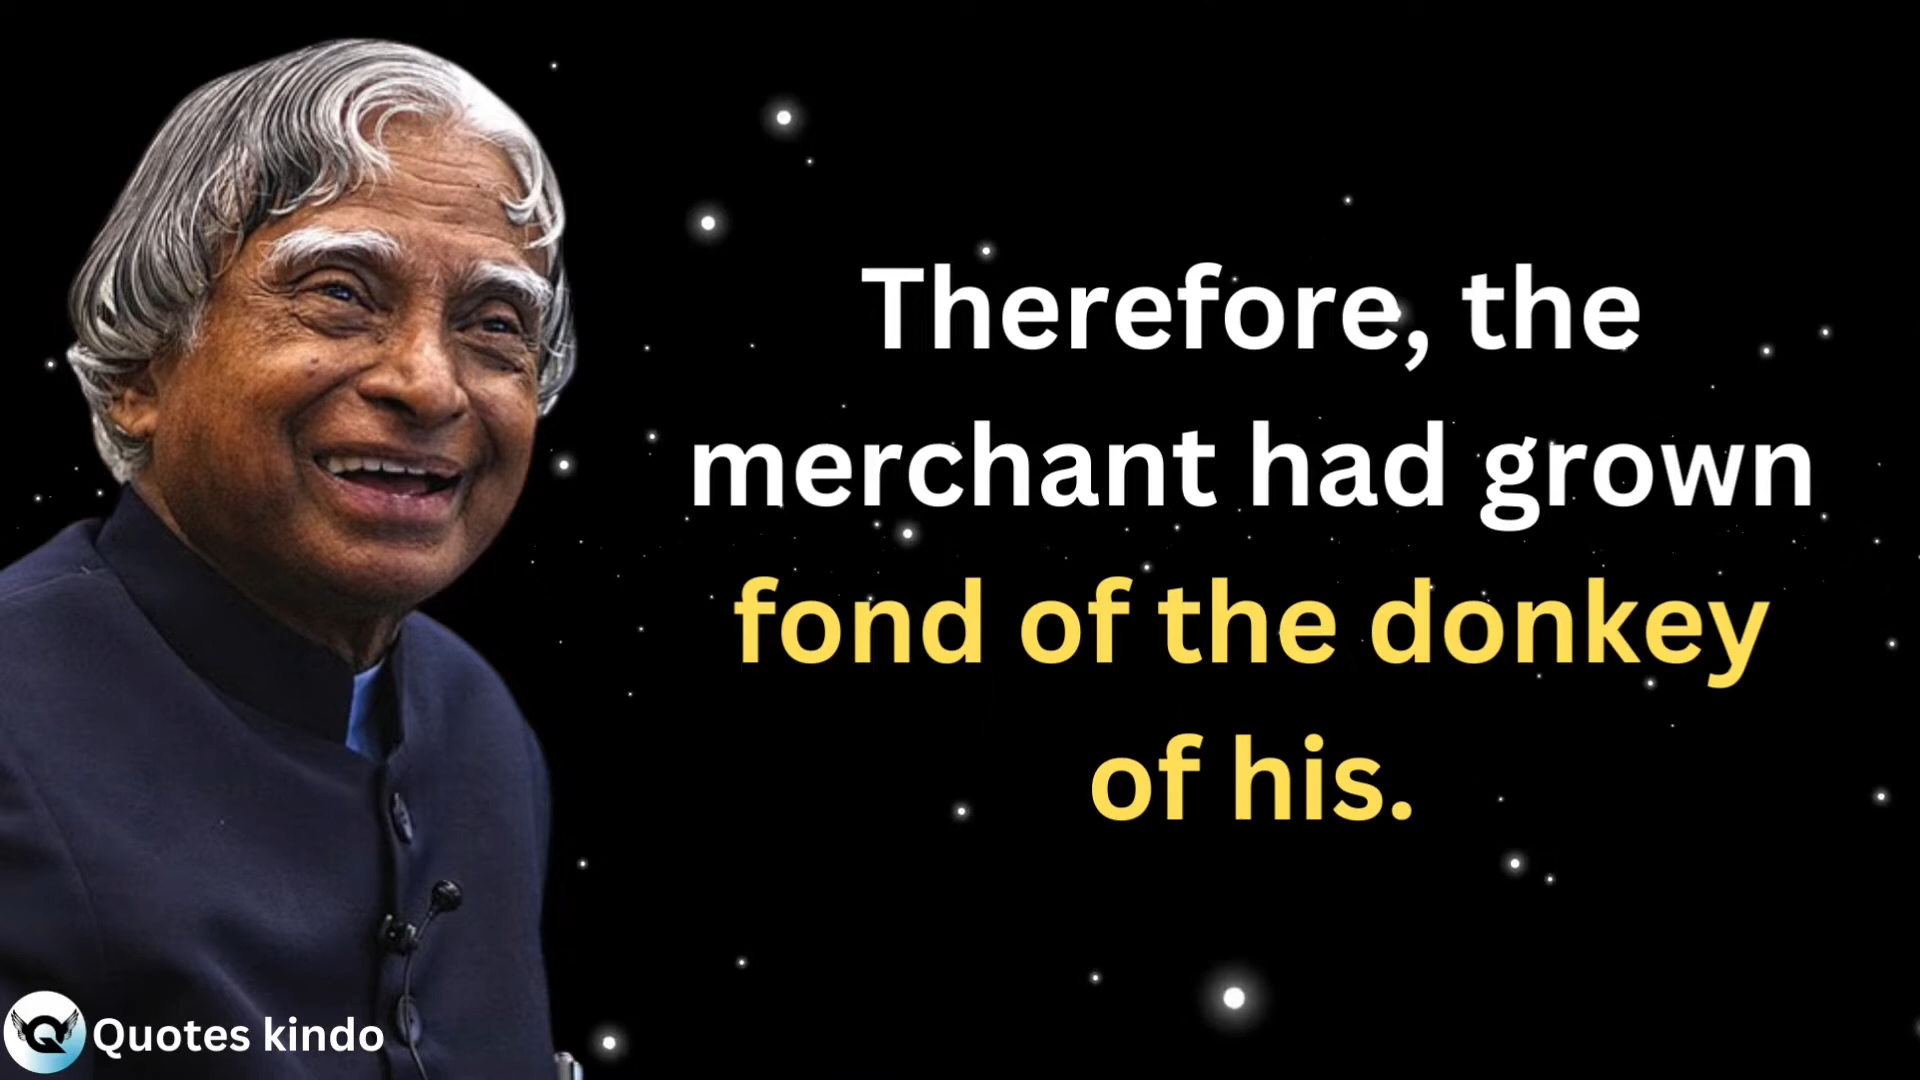 Therefore, the
merchant had grown
fond of the donkey
of his.
Quotes kindo